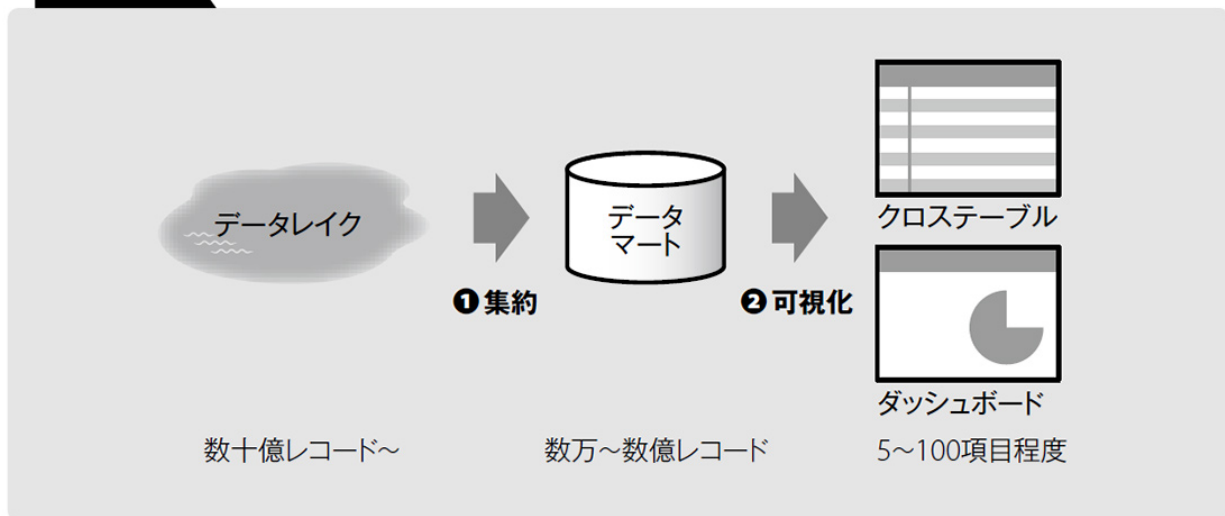 データレイク
❶集約
データ
マート
❷可視化
クロステーブル
ダッシュボード
数十億レコード〜
数万〜数億レコード
5〜100項目程度